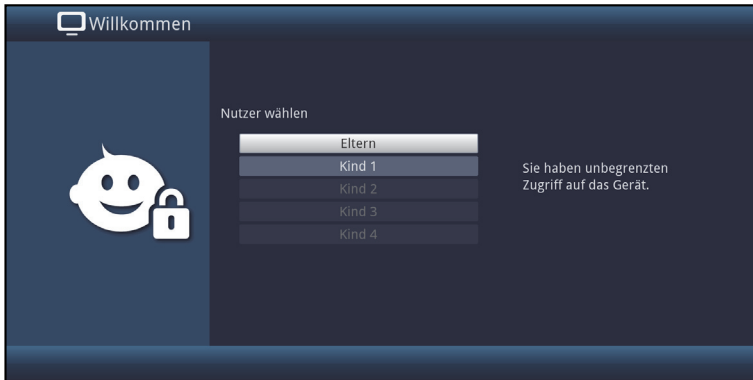 Willkommen
Nutzer wählen
Eltern
Kind 1
Kind 2
Kind 3
Kind 4
Sie haben unbegrenzten
Zugriff auf das Gerät.